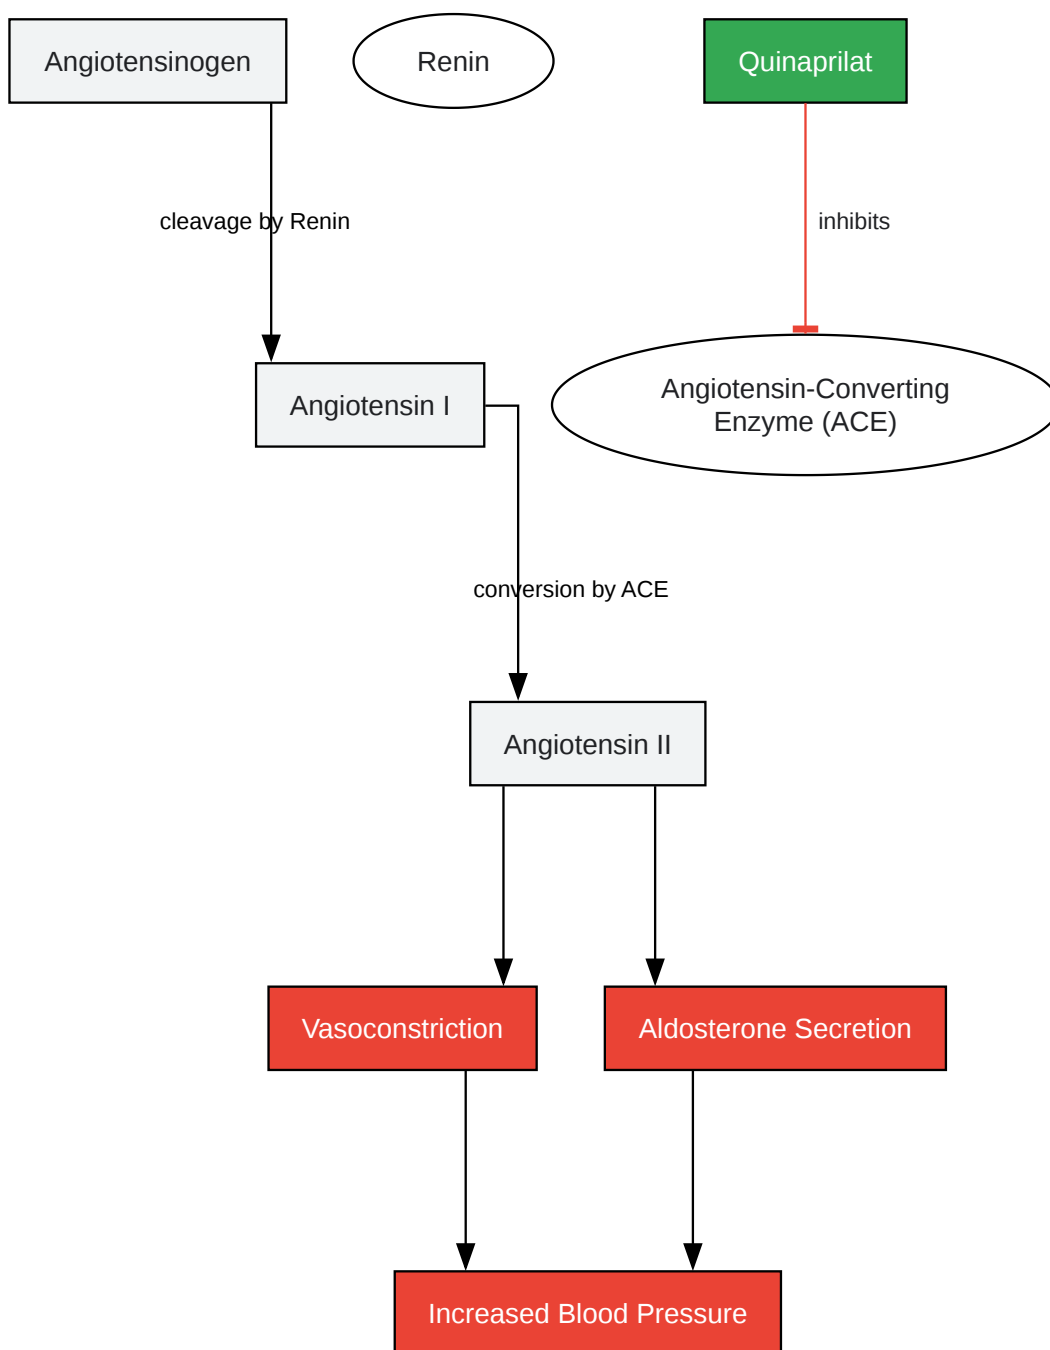 Angiotensinogen
Renin
Quinaprilat
cleavage by Renin
inhibits
Angiotensin I
Angiotensin-Converting
Enzyme (ACE)
conversion by ACE
Angiotensin II
Vasoconstriction
Aldosterone Secretion
Increased Blood Pressure